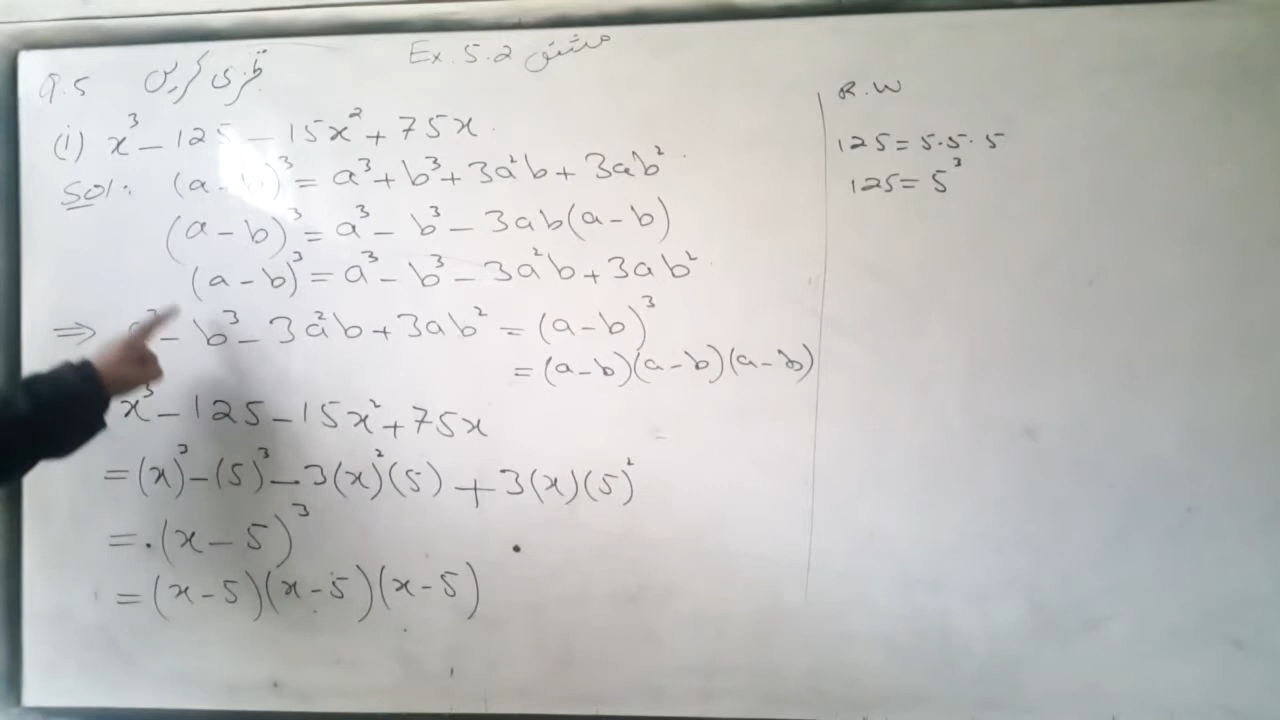 Ex. 5.2 مشق
Q.5 تجزی کریں
(i) x³ - 125 - 15x² + 75x.
Sol: (a - b)³ = a³ + b³ + 3a²b + 3ab².
(a - b)³ = a³ - b³ - 3ab(a - b)
(a - b)³ = a³ - b³ - 3a²b + 3ab²
⇒ a³ - b³ - 3a²b + 3ab² = (a - b)³
= (a - b)(a - b)(a - b)
x³ - 125 - 15x² + 75x
= (x)³ - (5)³ - 3(x)²(5) + 3(x)(5)²
= .(x - 5)³
= (x - 5)(x - 5)(x - 5)
R.W
125 = 5.5.5
125 = 5³